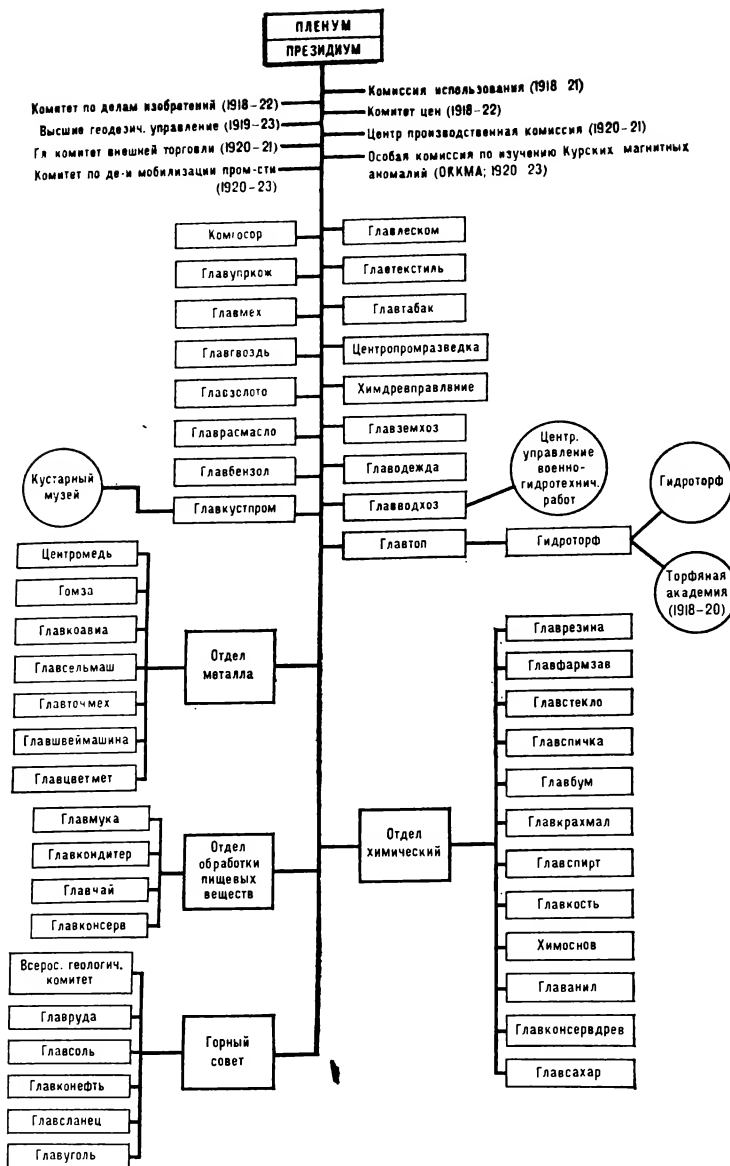 ПЛЕНУМ
ПРЕЗИДИУМ
Комитет по делам изобретений (1918-22)
Высшие геодезич. управление (1919-23)
Гл комитет внешней торговли (1920-21)
Комитет по де-и мобилизации пром-сти
(1920-23)
Комиссия использования (1918 21)
Комитет цен (1918-22)
Центр производственная комиссия (1920-21)
Особая комиссия по изучению Курских магнитных
аномалий (ОККМА; 1920 23)
Комгосор
Главупркож
Главмех
Главгвоздь
Главзолото
Главрасмасло
Главбензол
Главкустпром
Кустарный
музей
Главлеском
Главтекстиль
Главтабак
Центропромразведка
Химдревправление
Главземхоз
Главодежда
Главводхоз
Главтоп
Центр.
управление
военно-
гидротехнич.
работ
Гидроторф
Гидроторф
Торфяная
академия
(1918-20)
Центромедь
Гомза
Главкоавиа
Главсельмаш
Главточмех
Главшвеймашина
Главцветмет
Отдел
металла
Главмука
Главкондитер
Главчай
Главконсерв
Отдел
обработки
пищевых
веществ
Всерос. геологич.
комитет
Главруда
Главсоль
Главконефть
Главсланец
Главуголь
Горный
совет
Отдел
химический
Главрезина
Главфармзав
Главстекло
Главспичка
Главбум
Главкрахмал
Главспирт
Главкость
Химоснов
Главанил
Главконсервдрев
Главсахар